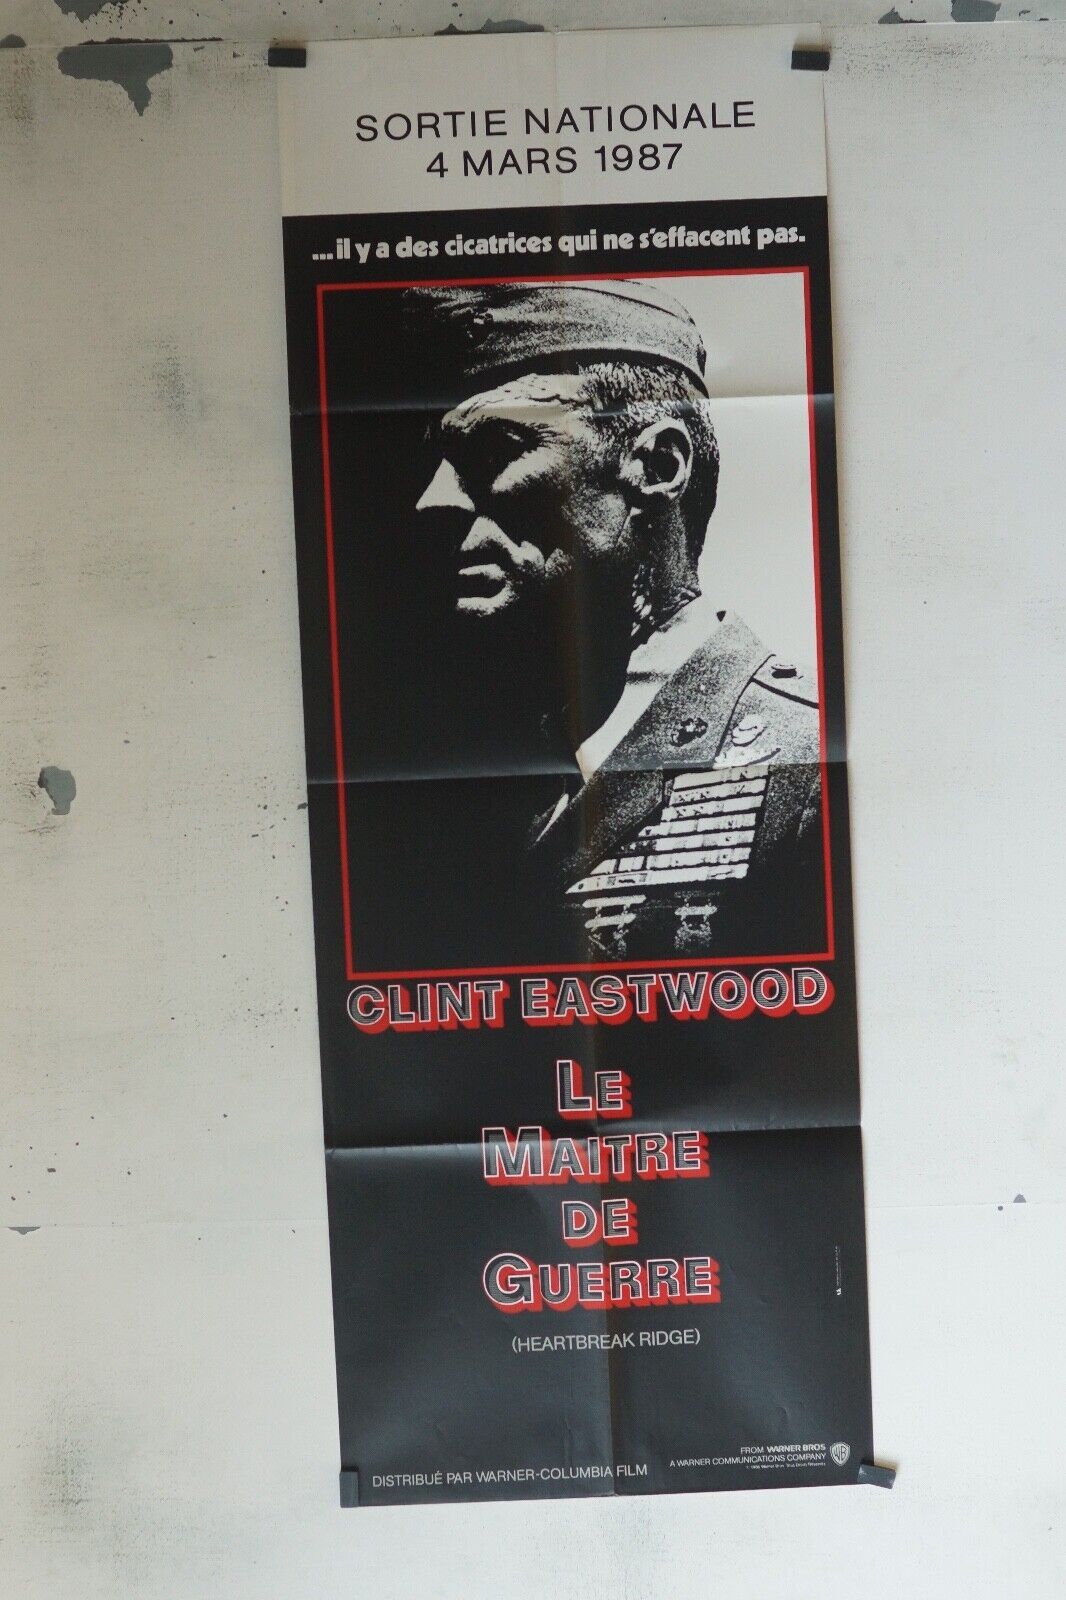 SORTIE NATIONALE
4 MARS 1987
...il y a des cicatrices qui ne s'effacent pas.
CLINT EASTWOOD
LE
MAITRE
DE
GUERRE
(HEARTBREAK RIDGE)
FROM WARNER BROS
A WARNER COMMUNICATIONS COMPANY
DISTRIBUÉ PAR WARNER-COLUMBIA FILM